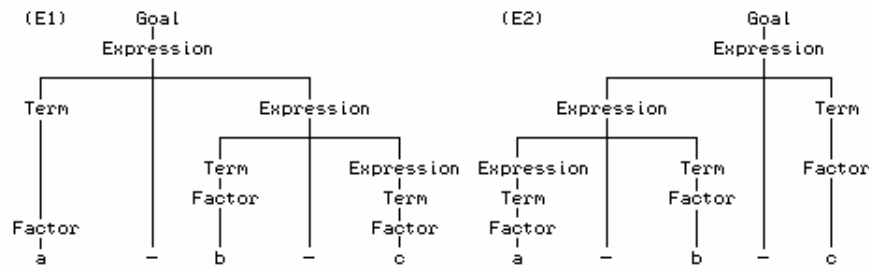 (E1) Goal (E2) Goal
Expression Expression
Term Expression Expression Term
Term Expression Expression Term Factor
Factor Term Term Factor
Factor Factor Factor
a - b - c a - b - c